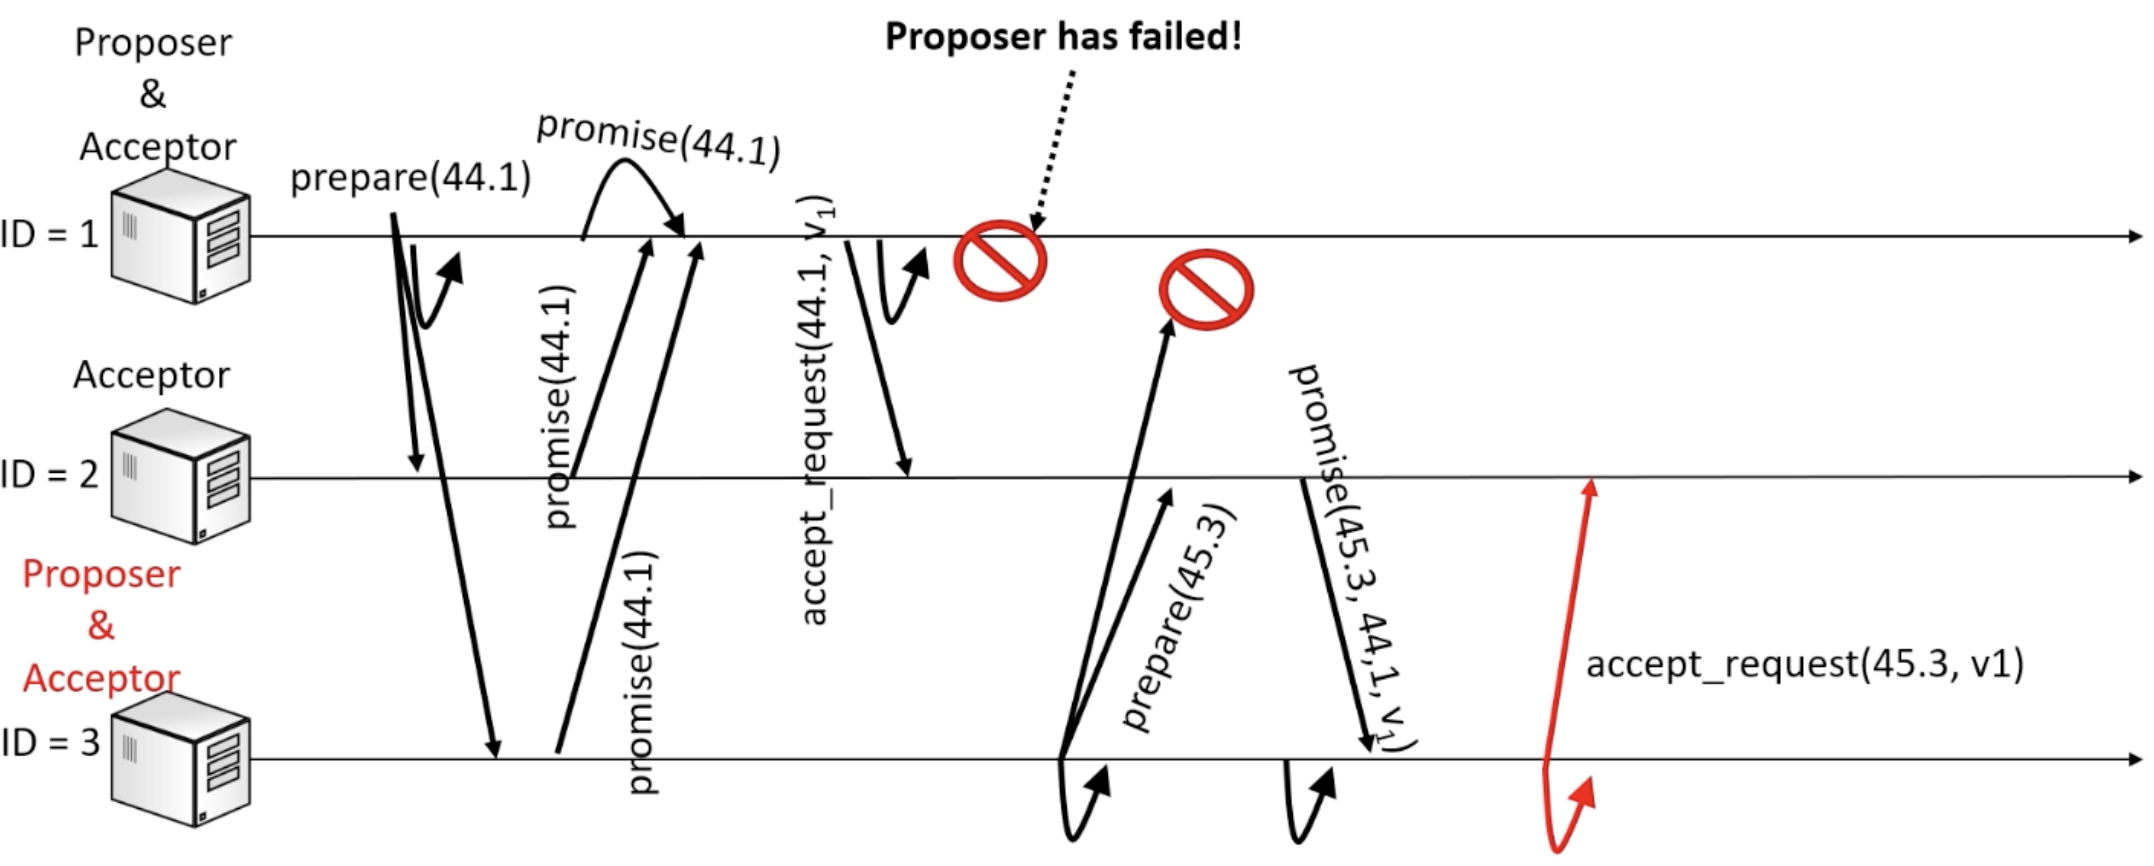 Proposer has failed!
Proposer
&
Acceptor
ID = 1
prepare(44.1)
promise(44.1)
promise(44.1)
promise(44.1)
accept_request(44.1, v1)
Acceptor
ID = 2
Proposer
&
Acceptor
ID = 3
prepare(45.3)
promise(45.3, 44,1, v1)
accept_request(45.3, v1)